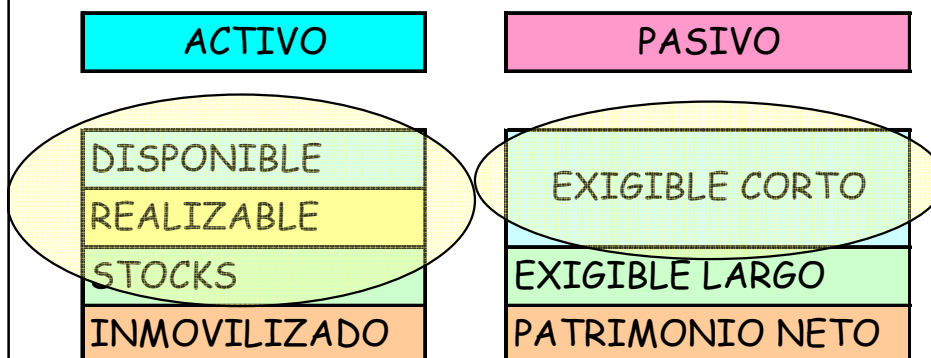 ACTIVO
PASIVO
DISPONIBLE
REALIZABLE
STOCKS
INMOVILIZADO
EXIGIBLE CORTO
EXIGIBLE LARGO
PATRIMONIO NETO